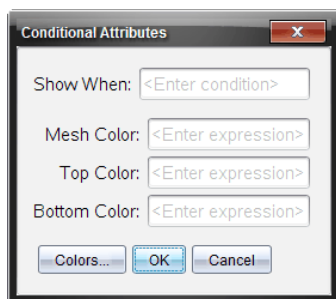 Conditional Attributes
Show When: <Enter condition>
Mesh Color: <Enter expression>
Top Color: <Enter expression>
Bottom Color: <Enter expression>
Colors... OK Cancel